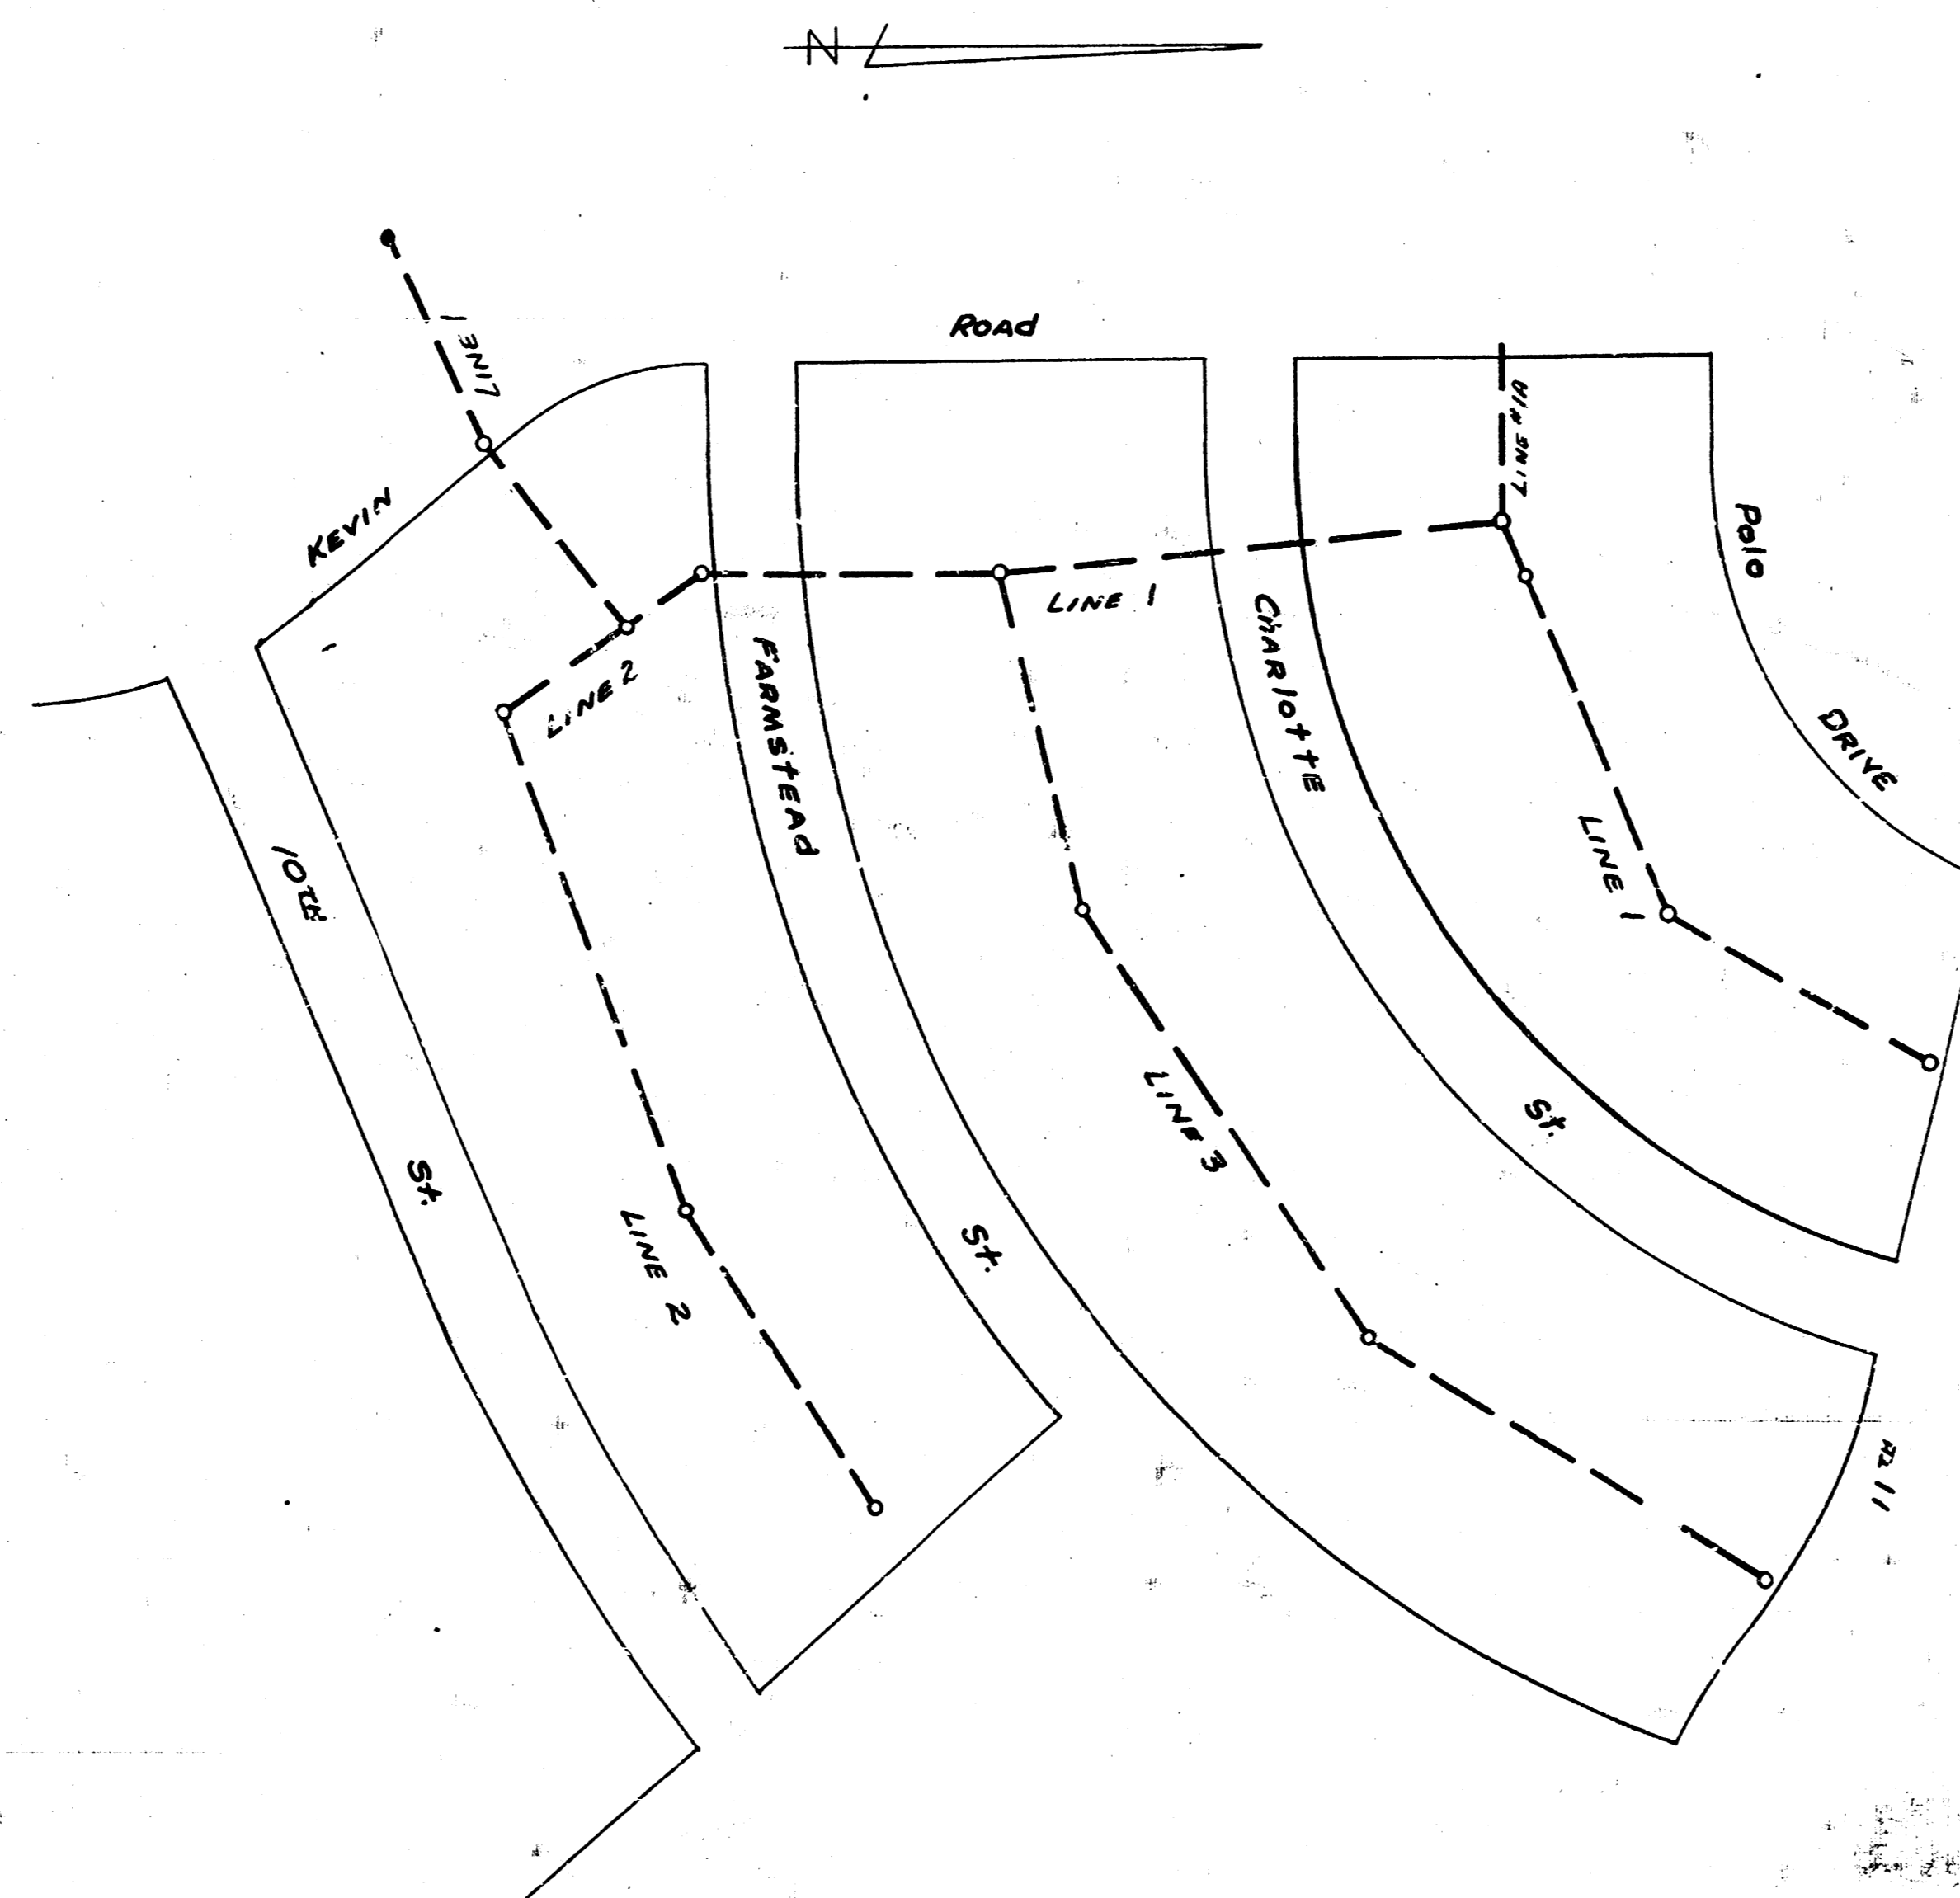 N
LINE 1
ROAd
LINE #1A
KEVIN
POlO
DRIVE
LINE 1
CHARlOttE
St.
LINE 2
FARMSTEAd
St.
LINE 1
10TH
St.
LINE 3
LINE 2